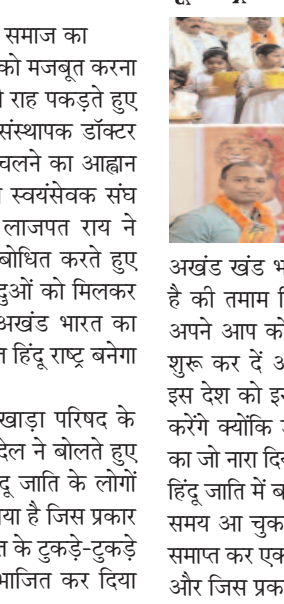 समाज का
को मजबूत करना
राह पकड़ते हुए
संस्थापक डॉक्टर
चलने का आह्वान
स्वयंसेवक संघ
लाजपत राय ने
बोधित करते हुए
दुओं को मिलकर
अखंड भारत का
त हिंदू राष्ट्र बनेगा
खाड़ा परिषद के
देल ने बोलते हुए
दू जाति के लोगों
या है जिस प्रकार
त के टुकड़े-टुकड़े
भाजित कर दिया
अखंड खंड भ
है की तमाम हि
अपने आप को
शुरू कर दें अ
इस देश को इस
करेंगे क्योंकि
का जो नारा दिय
हिंदू जाति में ब
समय आ चुक
समाप्त कर एक
और जिस प्रक